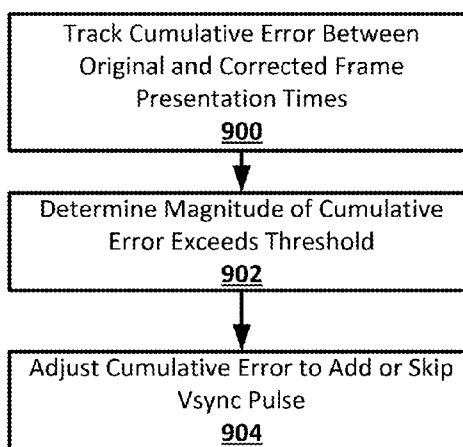 Track Cumulative Error Between
Original and Corrected Frame
Presentation Times
900
Determine Magnitude of Cumulative
Error Exceeds Threshold
902
Adjust Cumulative Error to Add or Skip
Vsync Pulse
904